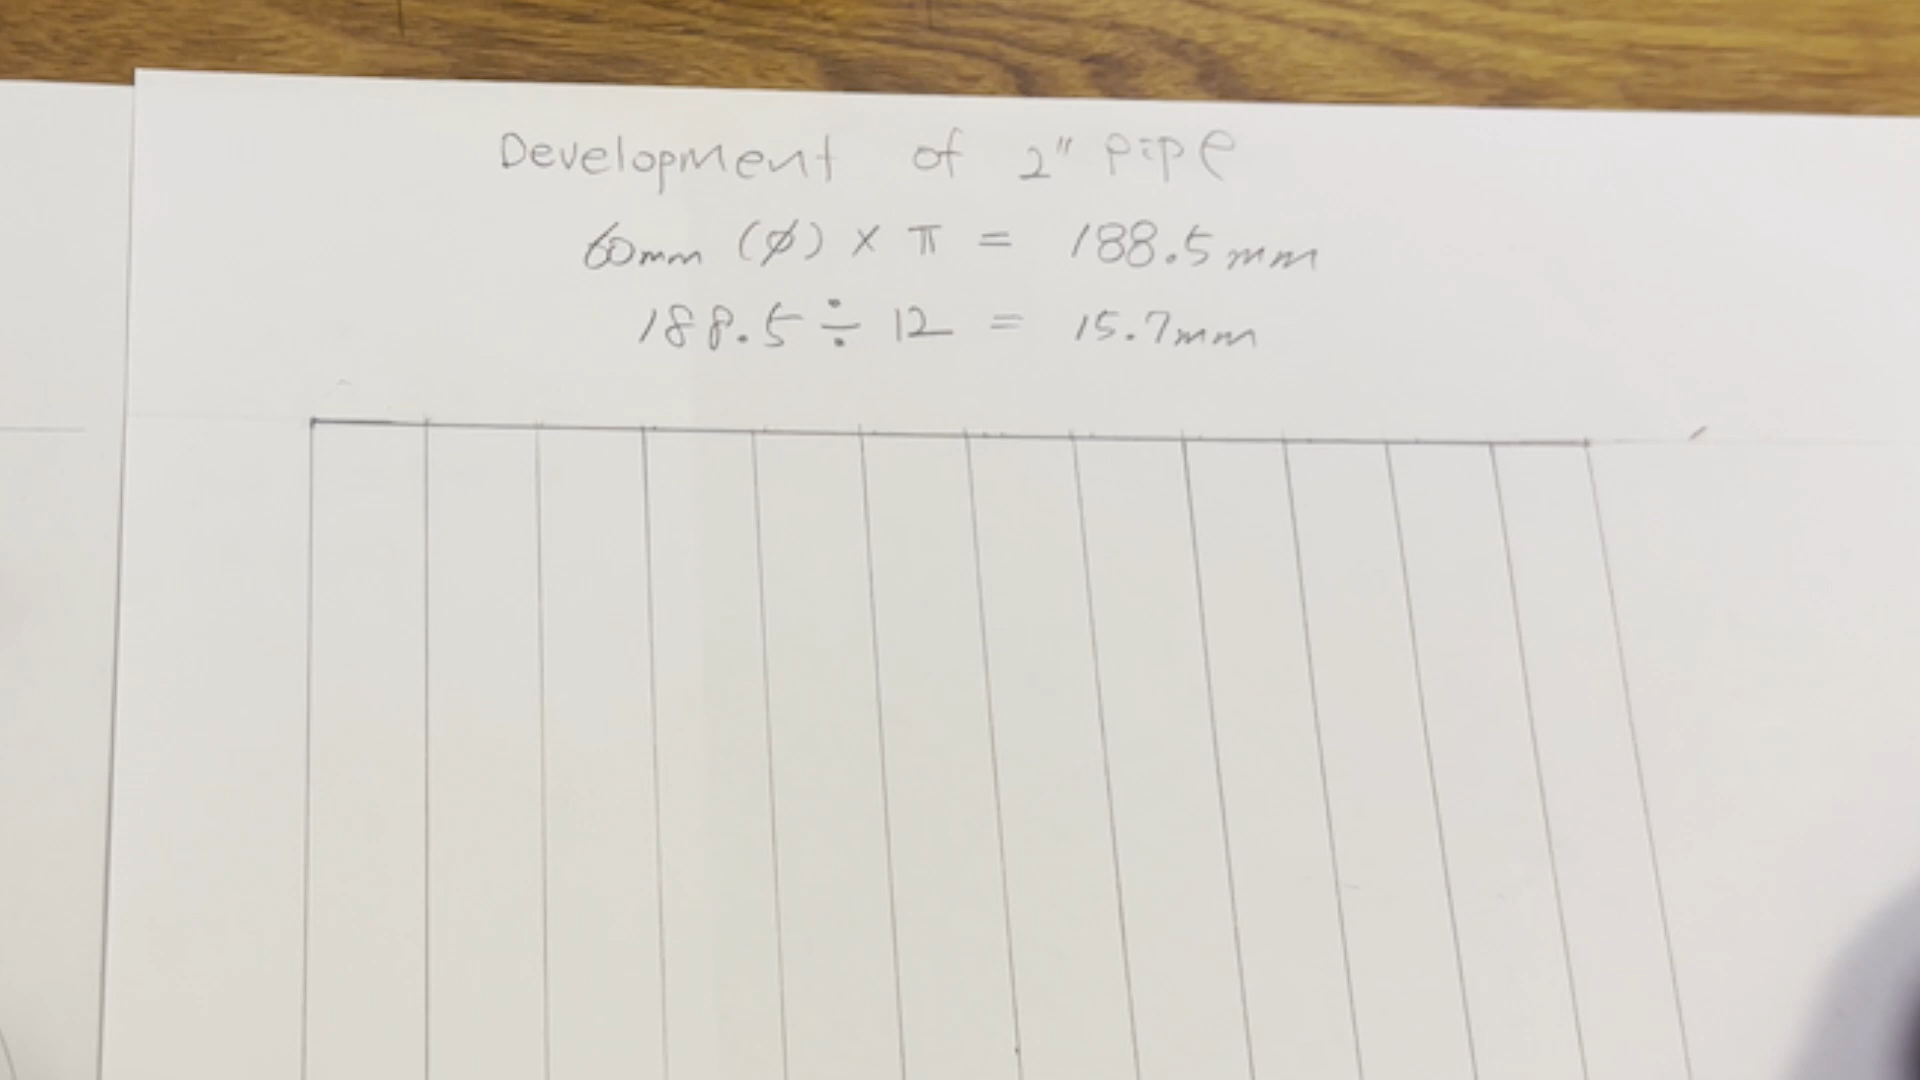 Development of 2" pipe
60mm (φ) × π = 188.5mm
188.5 ÷ 12 = 15.7mm